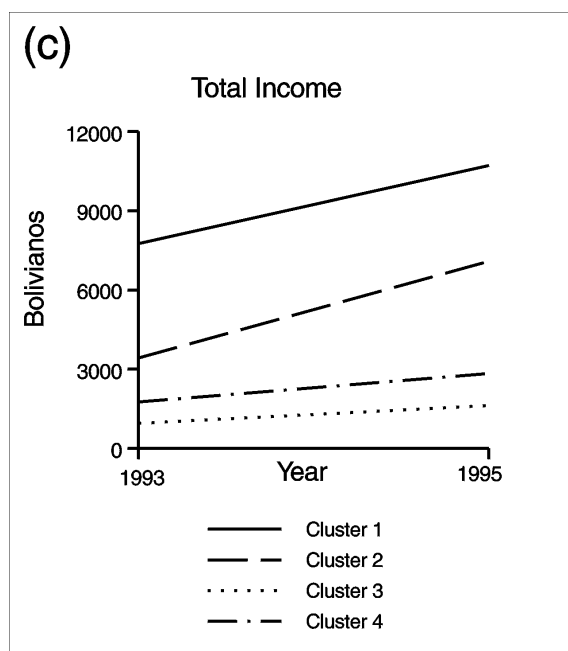 (c)
Total Income
12000
9000
6000
3000
0
Bolivianos
1993 Year 1995
Cluster 1
Cluster 2
Cluster 3
Cluster 4